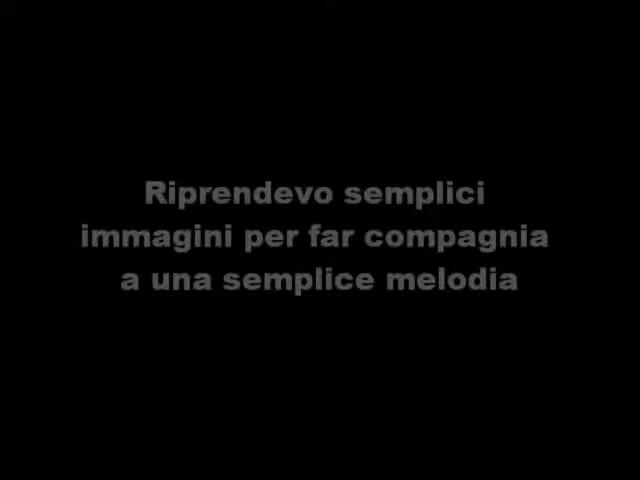 Riprendevo semplici
immagini per far compagnia
a una semplice melodia